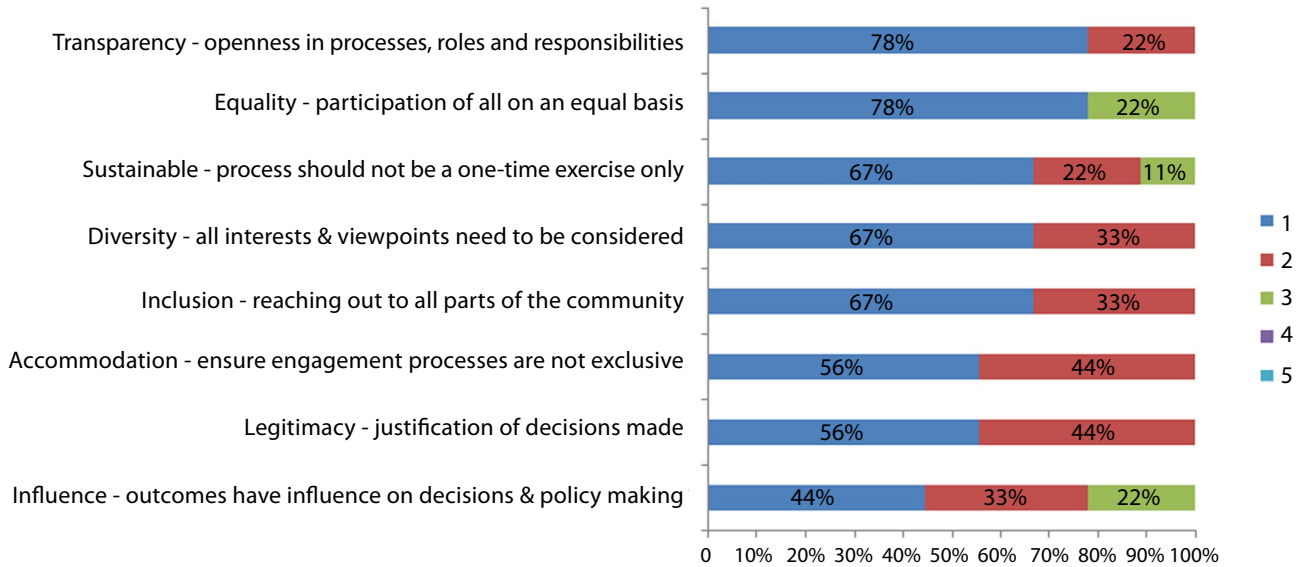 Transparency - openness in processes, roles and responsibilities 78% 22%
Equality - participation of all on an equal basis 78% 22%
Sustainable - process should not be a one-time exercise only 67% 22% 11%
Diversity - all interests & viewpoints need to be considered 67% 33%
Inclusion - reaching out to all parts of the community 67% 33%
Accommodation - ensure engagement processes are not exclusive 56% 44%
Legitimacy - justification of decisions made 56% 44%
Influence - outcomes have influence on decisions & policy making 44% 33% 22%
0 10% 20% 30% 40% 50% 60% 70% 80% 90% 100%
1
2
3
4
5